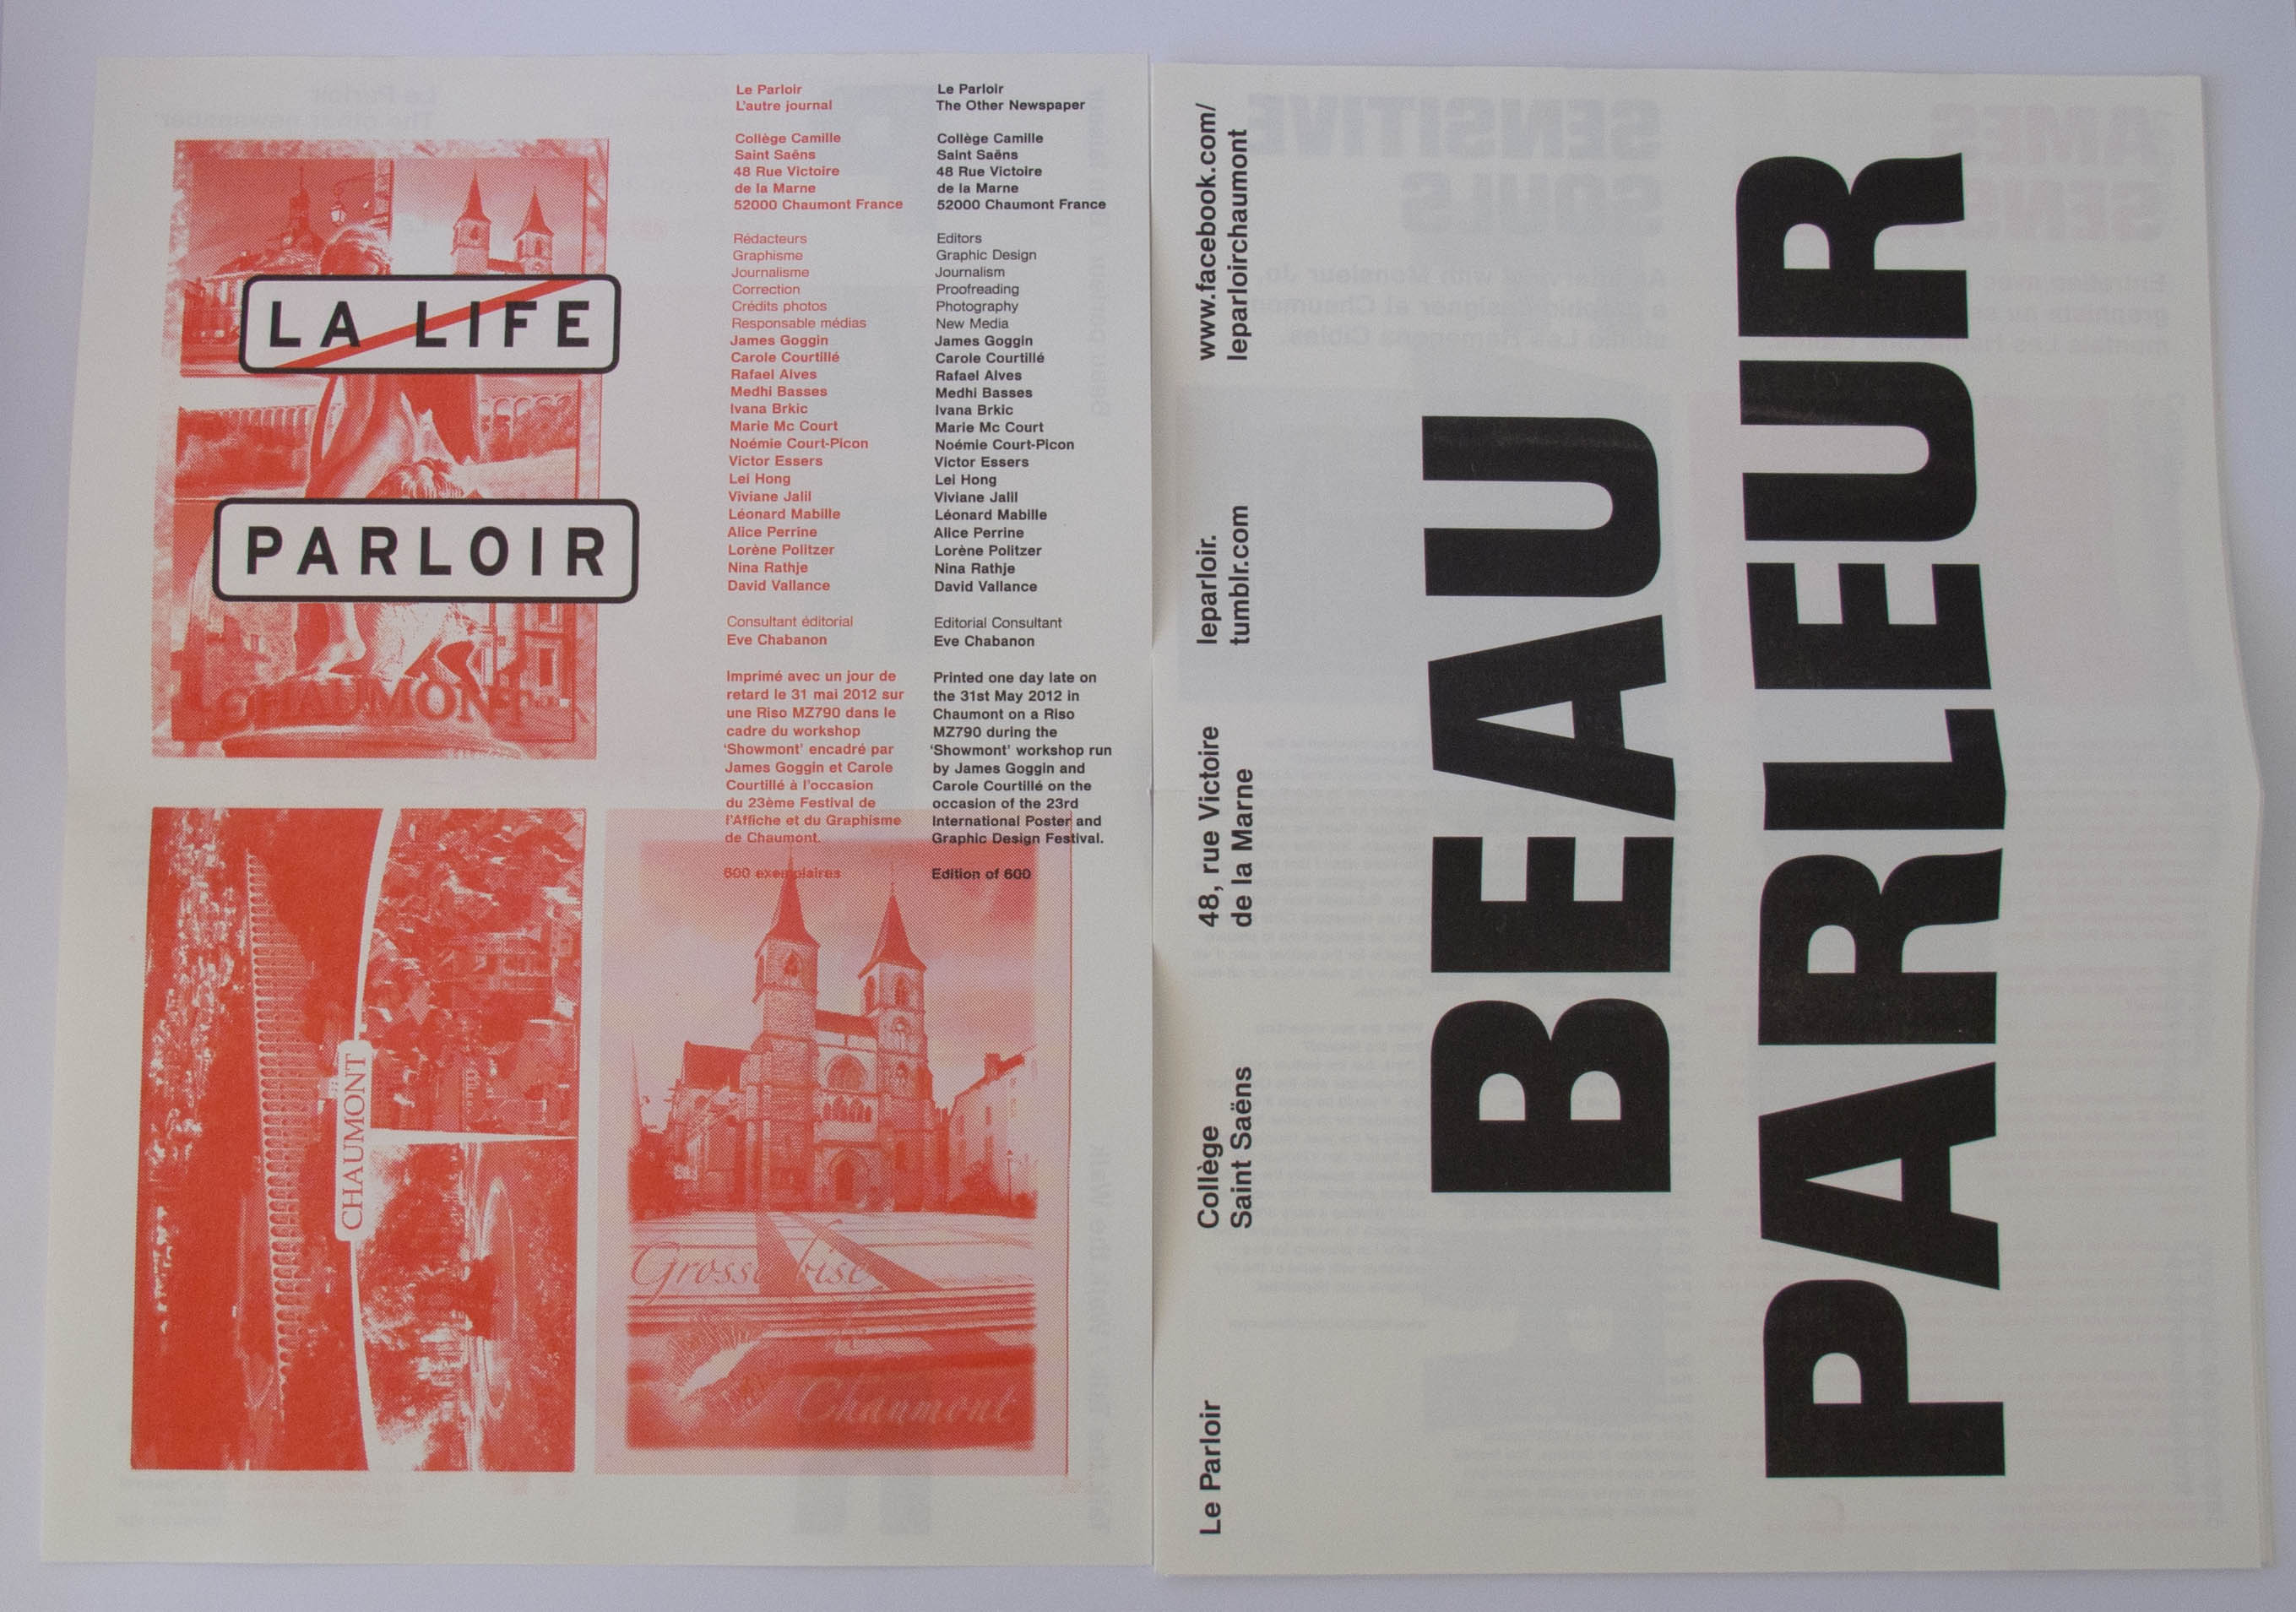 LA LIFE
PARLOIR
CHAUMONT
CHAUMONT
Grosse bise
de
Chaumont
Le Parloir
L'autre journal
Collège Camille
Saint Saëns
48 Rue Victoire
de la Marne
52000 Chaumont France
Rédacteurs
Graphisme
Journalisme
Correction
Crédits photos
Responsable médias
James Goggin
Carole Courtillé
Rafael Alves
Medhi Basses
Ivana Brkic
Marie Mc Court
Noémie Court-Picon
Victor Essers
Lei Hong
Viviane Jalil
Léonard Mabille
Alice Perrine
Lorène Politzer
Nina Rathje
David Vallance
Consultant éditorial
Eve Chabanon
Imprimé avec un jour de
retard le 31 mai 2012 sur
une Riso MZ790 dans le
cadre du workshop
‘Showmont’ encadré par
James Goggin et Carole
Courtillé à l'occasion
du 23ème Festival de
l'Affiche et du Graphisme
de Chaumont.
600 exemplaires
Le Parloir
The Other Newspaper
Collège Camille
Saint Saëns
48 Rue Victoire
de la Marne
52000 Chaumont France
Editors
Graphic Design
Journalism
Proofreading
Photography
New Media
James Goggin
Carole Courtillé
Rafael Alves
Medhi Basses
Ivana Brkic
Marie Mc Court
Noémie Court-Picon
Victor Essers
Lei Hong
Viviane Jalil
Léonard Mabille
Alice Perrine
Lorène Politzer
Nina Rathje
David Vallance
Editorial Consultant
Eve Chabanon
Printed one day late on
the 31st May 2012 in
Chaumont on a Riso
MZ790 during the
‘Showmont’ workshop run
by James Goggin and
Carole Courtillé on the
occasion of the 23rd
International Poster and
Graphic Design Festival.
Edition of 600
Le Parloir
Collège
Saint Saëns
48, rue Victoire
de la Marne
leparloir.
tumblr.com
www.facebook.com/
leparloirchaumont
BEAU
PARLEUR